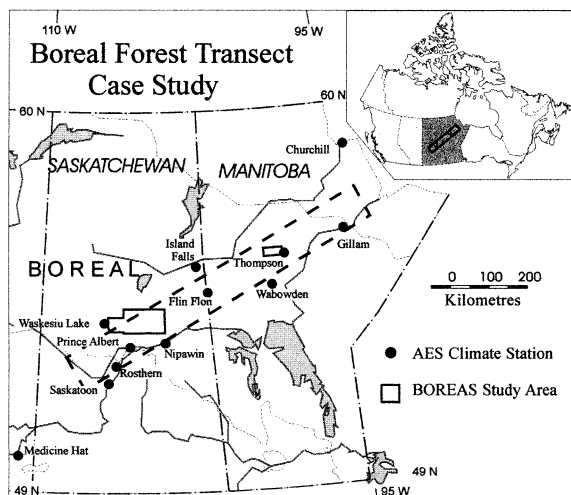 110 W
95 W
Boreal Forest Transect
Case Study
60 N
60 N
Churchill
SASKATCHEWAN
MANITOBA
Island
Falls
Gillam
Thompson
BOREAL
Flin Flon
Wabowden
0 100 200
Kilometres
Waskesiu Lake
Prince Albert
Nipawin
AES Climate Station
Rosthern
Saskatoon
BOREAS Study Area
Medicine Hat
49 N
49 N
95 W